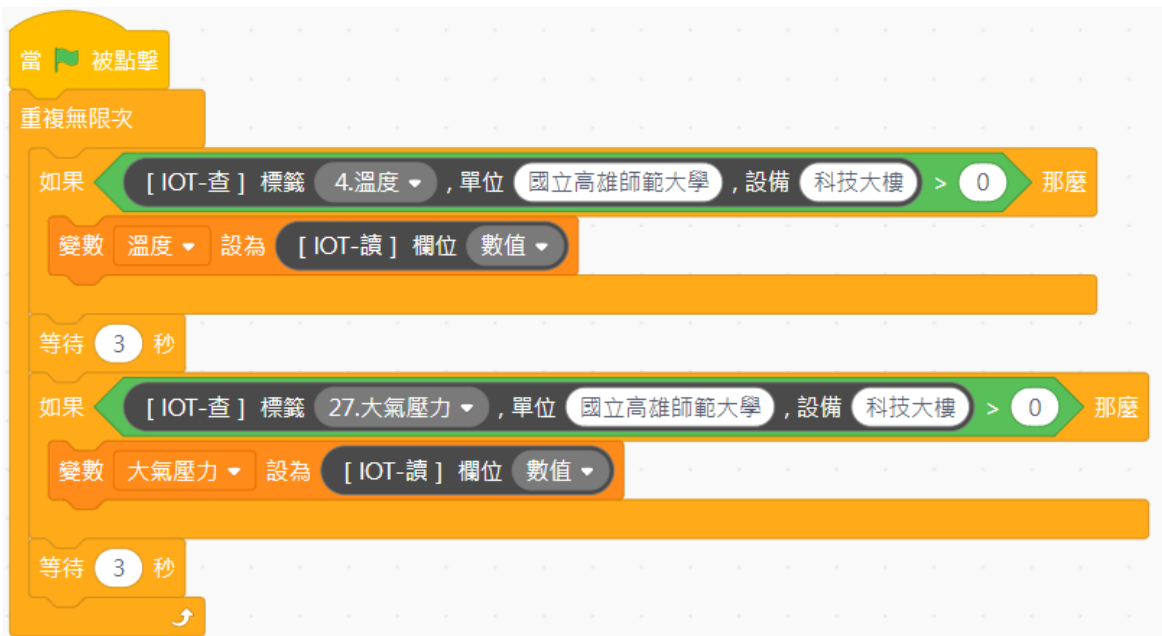 當 被點擊
重複無限次
如果 [ IOT-查 ] 標籤 4.溫度 , 單位 國立高雄師範大學 , 設備 科技大樓 > 0 那麼
變數 溫度 設為 [ IOT-讀 ] 欄位 數值
等待 3 秒
如果 [ IOT-查 ] 標籤 27.大氣壓力 , 單位 國立高雄師範大學 , 設備 科技大樓 > 0 那麼
變數 大氣壓力 設為 [ IOT-讀 ] 欄位 數值
等待 3 秒